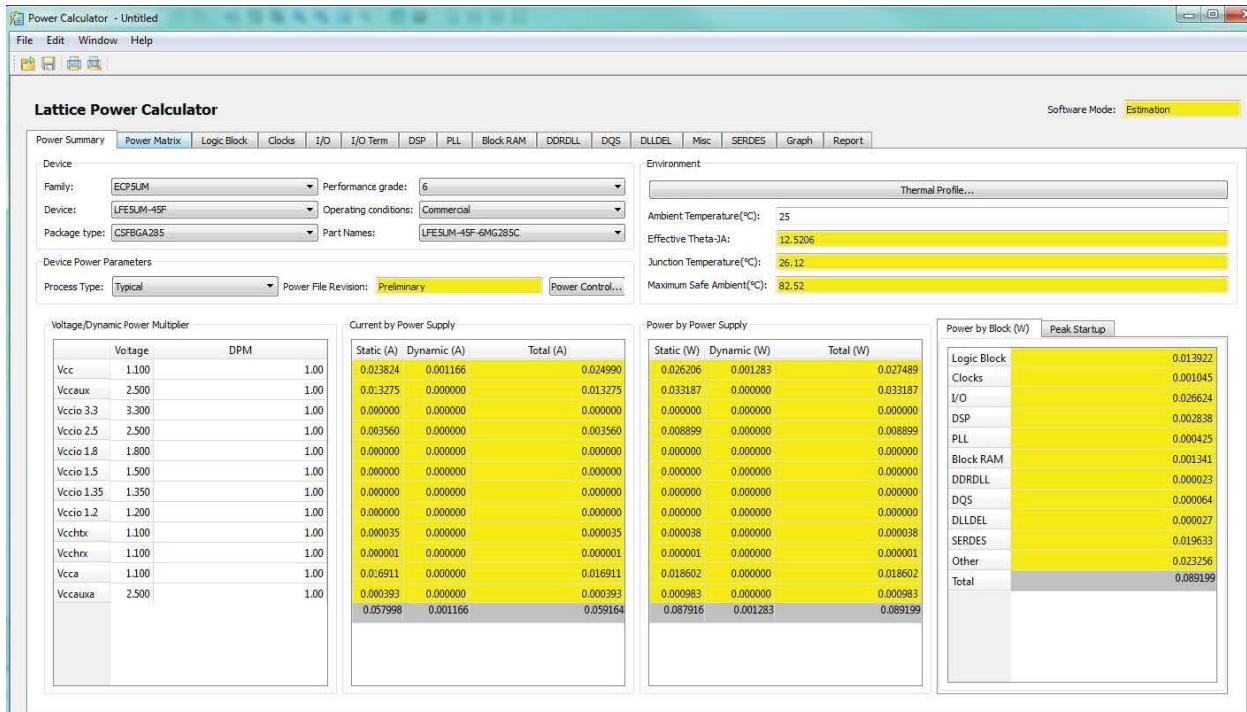 Power Calculator - Untitled
File Edit Window Help
Lattice Power Calculator
Software Mode: Estimation
Power Summary Power Matrix Logic Block Clocks I/O I/O Term DSP PLL Block RAM DDRDLL DQS DLLDEL Misc SERDES Graph Report
Device
Family: ECP5UM Performance grade: 6
Device: LFE5UM-45F Operating conditions: Commercial
Package type: CSFBGA285 Part Names: LFE5UM-45F-6MG285C
Device Power Parameters
Process Type: Typical Power File Revision: Preliminary Power Control...
Environment
Thermal Profile...
Ambient Temperature(°C): 25
Effective Theta-JA: 12.5206
Junction Temperature(°C): 26.12
Maximum Safe Ambient(°C): 82.52
Voltage/Dynamic Power Multiplier
Voltage DPM
Vcc 1.100 1.00
Vccaux 2.500 1.00
Vccio 3.3 3.300 1.00
Vccio 2.5 2.500 1.00
Vccio 1.8 1.800 1.00
Vccio 1.5 1.500 1.00
Vccio 1.35 1.350 1.00
Vccio 1.2 1.200 1.00
Vcchtx 1.100 1.00
Vcchrx 1.100 1.00
Vcca 1.100 1.00
Vccauxa 2.500 1.00
Current by Power Supply
Static (A) Dynamic (A) Total (A)
0.023824 0.001166 0.024990
0.013275 0.000000 0.013275
0.000000 0.000000 0.000000
0.003560 0.000000 0.003560
0.000000 0.000000 0.000000
0.000000 0.000000 0.000000
0.000000 0.000000 0.000000
0.000000 0.000000 0.000000
0.000035 0.000000 0.000035
0.000001 0.000000 0.000001
0.016911 0.000000 0.016911
0.000393 0.000000 0.000393
0.057998 0.001166 0.059164
Power by Power Supply
Static (W) Dynamic (W) Total (W)
0.026206 0.001283 0.027489
0.033187 0.000000 0.033187
0.000000 0.000000 0.000000
0.008899 0.000000 0.008899
0.000000 0.000000 0.000000
0.000000 0.000000 0.000000
0.000000 0.000000 0.000000
0.000000 0.000000 0.000000
0.000038 0.000000 0.000038
0.000001 0.000000 0.000001
0.018602 0.000000 0.018602
0.000983 0.000000 0.000983
0.087916 0.001283 0.089199
Power by Block (W) Peak Startup
Logic Block 0.013922
Clocks 0.001045
I/O 0.026624
DSP 0.002838
PLL 0.000425
Block RAM 0.001341
DDRDLL 0.000023
DQS 0.000064
DLLDEL 0.000027
SERDES 0.019633
Other 0.023256
Total 0.089199